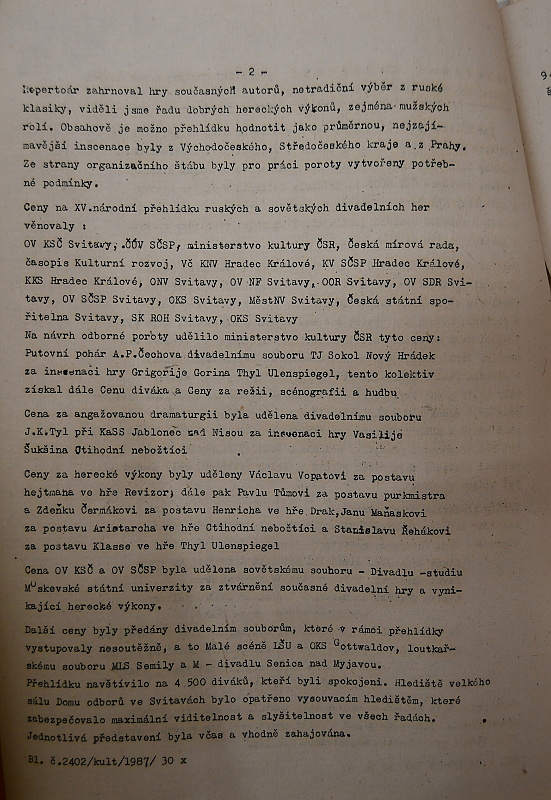 - 2 -
Repertoár zahrnoval hry současných autorů, netradiční výběr z ruské
klasiky, viděli jsme řadu dobrých hereckých výkonů, zejména mužských
rolí. Obsahově je možno přehlídku hodnotit jako průměrnou, nejzají-
mavější inscenace byly z Východočeského, Středočeského kraje a z Prahy.
Ze strany organizačního štábu byly pro práci poroty vytvořeny potřeb-
né podmínky.
Ceny na XV.národní přehlídku ruských a sovětských divadelních her
věnovaly :
OV KSČ Svitavy, ČÚV SČSP, ministerstvo kultury ČSR, Česká mírová rada,
časopis Kulturní rozvoj, Vč KNV Hradec Králové, KV SČSP Hradec Králové,
KKS Hradec Králové, ONV Svitavy, OV NF Svitavy, OOR Svitavy, OV SDR Svi-
tavy, OV SČSP Svitavy, OKS Svitavy, MěstNV Svitavy, Česká státní spo-
řitelna Svitavy, SK ROH Svitavy, OKS Svitavy
Na návrh odborné poroty udělilo ministerstvo kultury ČSR tyto ceny:
Putovní pohár A.P.Čechova divadelnímu souboru TJ Sokol Nový Hrádek
za inscenaci hry Grigorije Gorina Thyl Ulenspiegel, tento kolektiv
získal dále Cenu diváka a Ceny za režii, scénografii a hudbu
Cena za angažovanou dramaturgii byla udělena divadelnímu souboru
J.K.Tyl při KaSS Jablonec nad Nisou za inscenaci hry Vasilije
Šukšina Ctihodní nebožtíci
Ceny za herecké výkony byly uděleny Václavu Vopatovi za postavu
hejtmana ve hře Revizor, dále pak Pavlu Tůmovi za postavu purkmistra
a Zdeňku Čermákovi za postavu Henricha ve hře Drak,Janu Maňaskovi
za postavu Aristarcha ve hře Ctihodní nebožtíci a Stanislavu Řehákovi
za postavu Klasse ve hře Thyl Ulenspiegel
Cena OV KSČ a OV SČSP byla udělena sovětskému souboru - Divadlu -studiu
Moskevské státní univerzity za ztvárnění současné divadelní hry a vyni-
kající herecké výkony.
Další ceny byly předány divadelním souborům, které v rámci přehlídky
vystupovaly nesoutěžně, a to Malé scéně LŠU a OKS Gottwaldov, loutkař-
skému souboru MLS Semily a M - divadlu Senica nad Myjavou.
Přehlídku navštívilo na 4 500 diváků, kteří byli spokojeni. Hlediště velkého
sálu Domu odborů ve Svitavách bylo opatřeno vysouvacím hledištěm, které
zabezpečovalo maximální viditelnost a slyšitelnost ve všech řadách.
Jednotlivá představení byla včas a vhodně zahajována.
Bl. č.2402/kult/1987/ 30 x